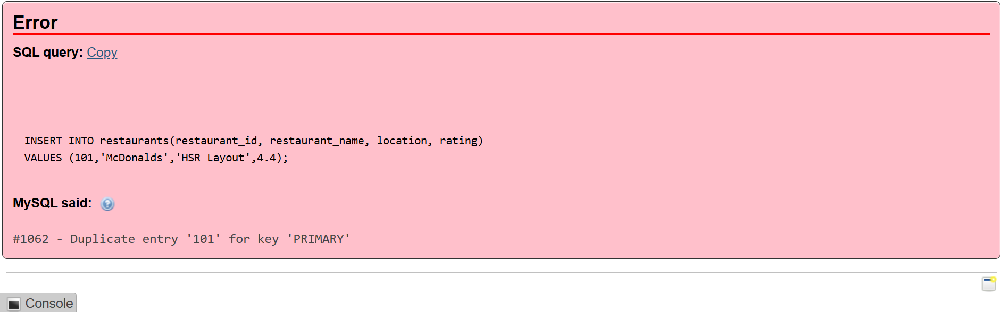 Error
SQL query: Copy
INSERT INTO restaurants(restaurant_id, restaurant_name, location, rating)
VALUES (101,'McDonalds','HSR Layout',4.4);
MySQL said:
#1062 - Duplicate entry '101' for key 'PRIMARY'
Console